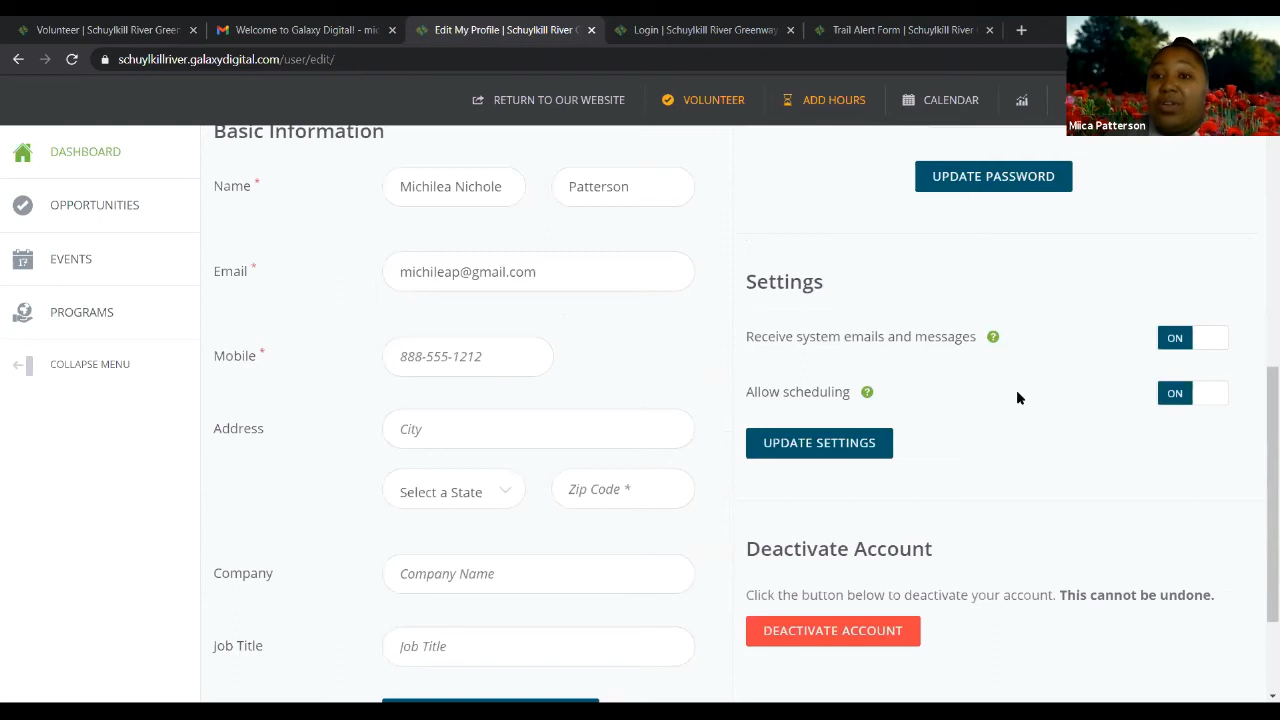 Volunteer | Schuylkill River Green
Welcome to Galaxy Digital! - mic
Edit My Profile | Schuylkill River
Login | Schuylkill River Greenway
Trail Alert Form | Schuylkill River
schuylkillriver.galaxydigital.com/user/edit/
RETURN TO OUR WEBSITE
VOLUNTEER
ADD HOURS
CALENDAR
Miica Patterson
DASHBOARD
OPPORTUNITIES
17 EVENTS
PROGRAMS
COLLAPSE MENU
Basic Information
Name * Michilea Nichole Patterson
Email * michileap@gmail.com
Mobile * 888-555-1212
Address City
Select a State Zip Code *
Company Company Name
Job Title Job Title
UPDATE PASSWORD
Settings
Receive system emails and messages ? ON
Allow scheduling ? ON
UPDATE SETTINGS
Deactivate Account
Click the button below to deactivate your account. This cannot be undone.
DEACTIVATE ACCOUNT